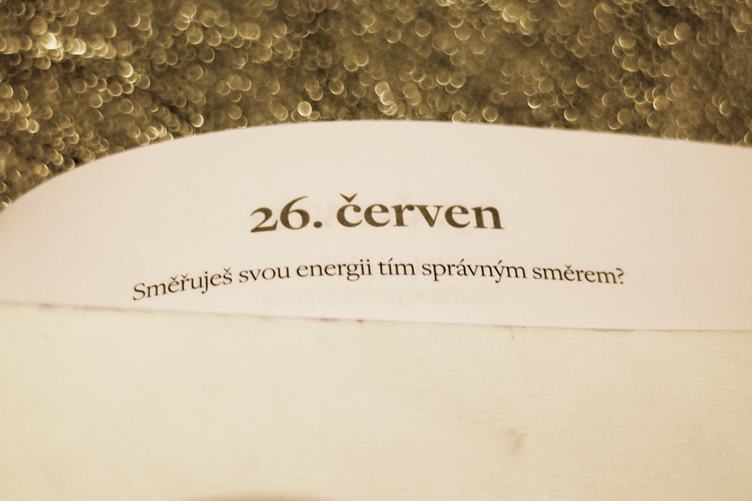 26. červen
Směřuješ svou energii tím správným směrem?